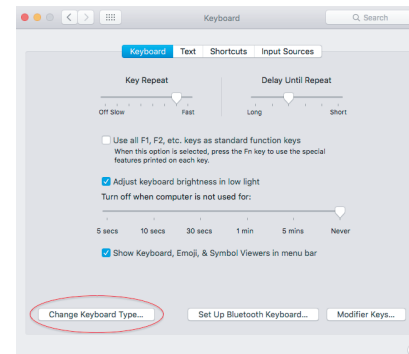 Keyboard
Search
Keyboard Text Shortcuts Input Sources
Key Repeat Delay Until Repeat
Off Slow Fast Long Short
Use all F1, F2, etc. keys as standard function keys
When this option is selected, press the Fn key to use the special
features printed on each key.
Adjust keyboard brightness in low light
Turn off when computer is not used for:
5 secs 10 secs 30 secs 1 min 5 mins Never
Show Keyboard, Emoji, & Symbol Viewers in menu bar
Change Keyboard Type... Set Up Bluetooth Keyboard... Modifier Keys...